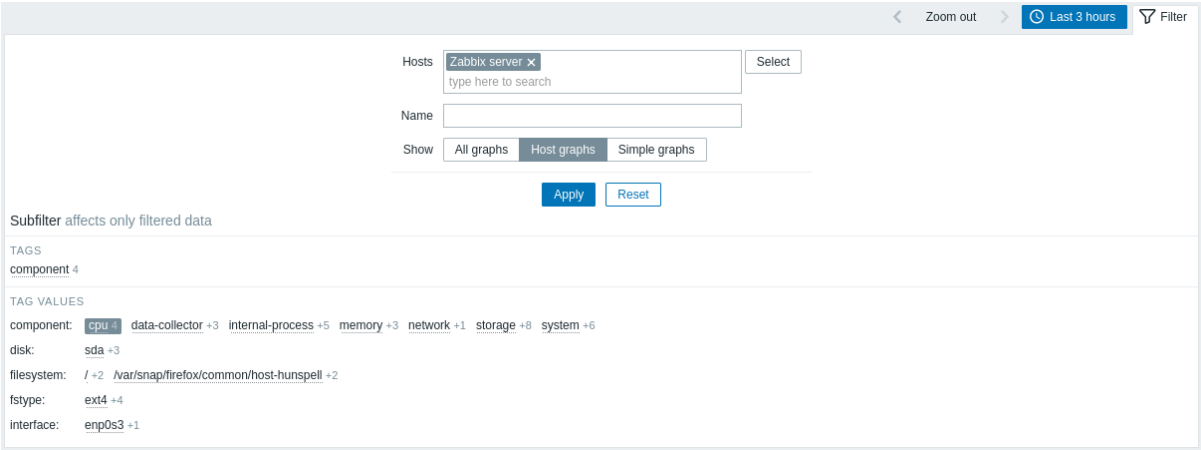 Zoom out Last 3 hours Filter
Hosts Zabbix server Select
type here to search
Name
Show All graphs Host graphs Simple graphs
Apply Reset
Subfilter affects only filtered data
TAGS
component 4
TAG VALUES
component: cpu 4 data-collector +3 internal-process +5 memory +3 network +1 storage +8 system +6
disk: sda +3
filesystem: / +2 /var/snap/firefox/common/host-hunspell +2
fstype: ext4 +4
interface: enp0s3 +1